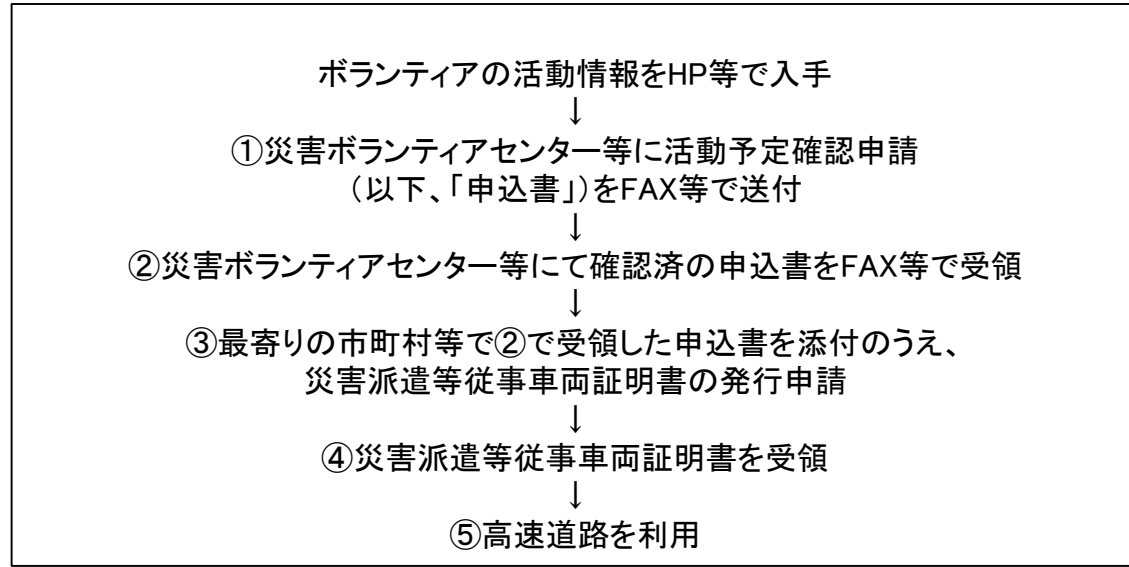 ボランティアの活動情報をHP等で入手
↓
①災害ボランティアセンター等に活動予定確認申請
（以下、「申込書」）をFAX等で送付
↓
②災害ボランティアセンター等にて確認済の申込書をFAX等で受領
↓
③最寄りの市町村等で②で受領した申込書を添付のうえ、
災害派遣等従事車両証明書の発行申請
↓
④災害派遣等従事車両証明書を受領
↓
⑤高速道路を利用